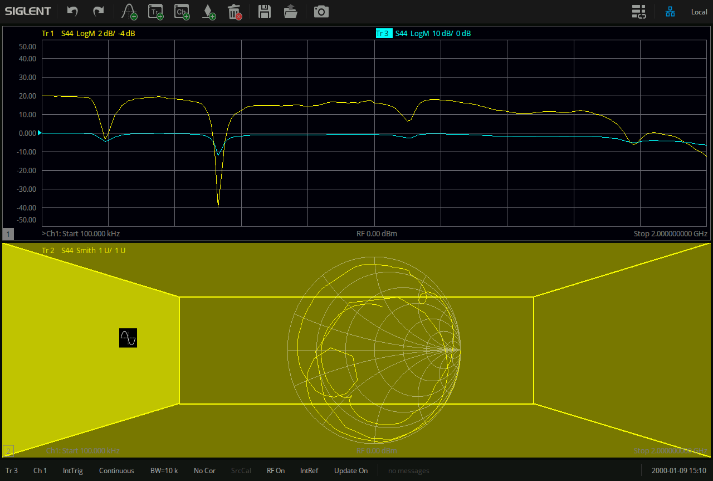 SIGLENT Local
Tr 1 S44 LogM 2 dB/ -4 dB Tr 3 S44 LogM 10 dB/ 0 dB
50.00
40.00
30.00
20.00
10.00
0.000
-10.00
-20.00
-30.00
-40.00
-50.00
1 >Ch1: Start 100.000 kHz RF 0.00 dBm Stop 2.000000000 GHz
Tr 2 S44 Smith 1 U/ 1 U
Ch1: Start 100.000 kHz RF 0.00 dBm
Tr 3 Ch 1 IntTrig Continuous BW=10 k No Cor SrcCal RF On IntRef Update On no messages 2000-01-09 15:10